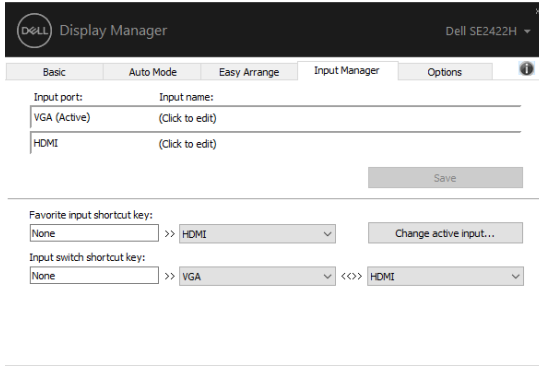 DELL Display Manager Dell SE2422H
Basic Auto Mode Easy Arrange Input Manager Options
Input port: Input name:
VGA (Active) (Click to edit)
HDMI (Click to edit)
Save
Favorite input shortcut key:
None >> HDMI Change active input...
Input switch shortcut key:
None >> VGA <<>> HDMI